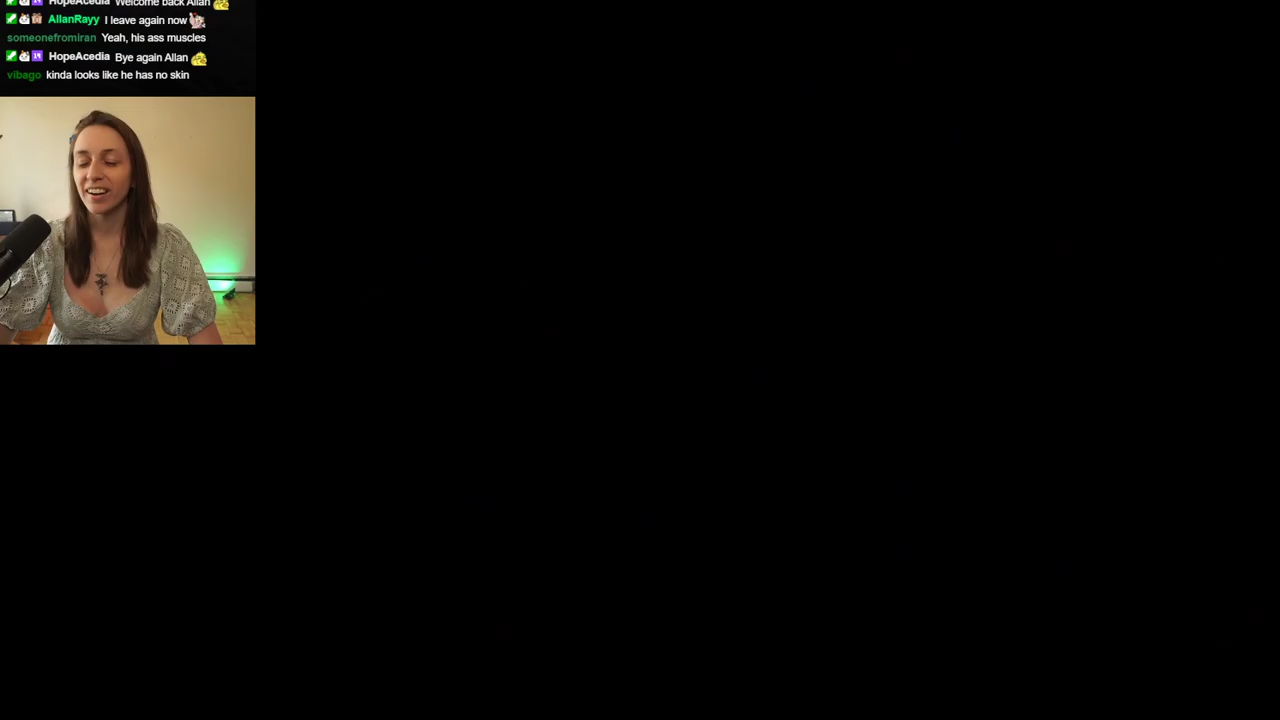 HopeAcedia Welcome back Allan
AllanRayy I leave again now
someonefromiran Yeah, his ass muscles
HopeAcedia Bye again Allan
vibago kinda looks like he has no skin